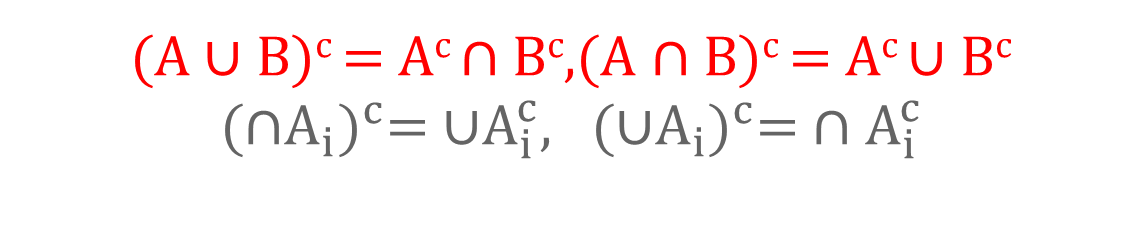 (A ∪ B)ᶜ = Aᶜ ∩ Bᶜ,(A ∩ B)ᶜ = Aᶜ ∪ Bᶜ
(∩Aᵢ)ᶜ= ∪Aᵢᶜ, (∪Aᵢ)ᶜ= ∩ Aᵢᶜ